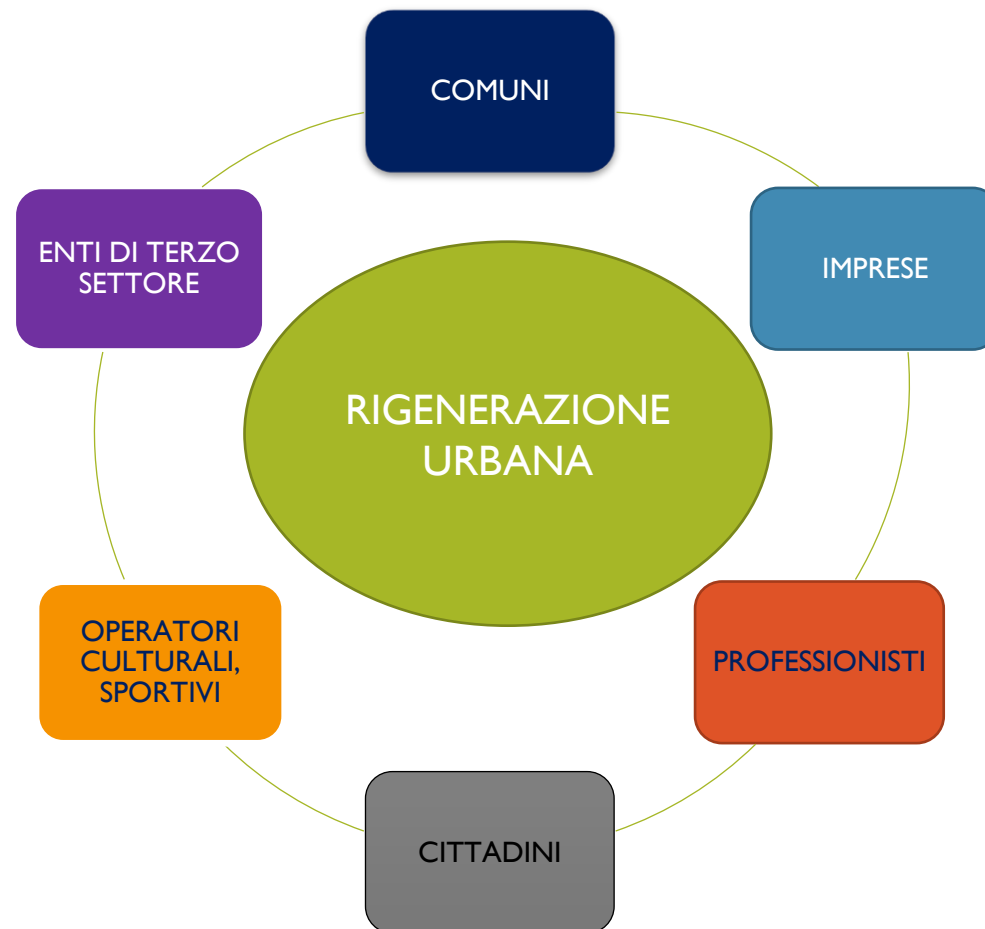 COMUNI
ENTI DI TERZO
SETTORE
IMPRESE
RIGENERAZIONE
URBANA
OPERATORI
CULTURALI,
SPORTIVI
PROFESSIONISTI
CITTADINI